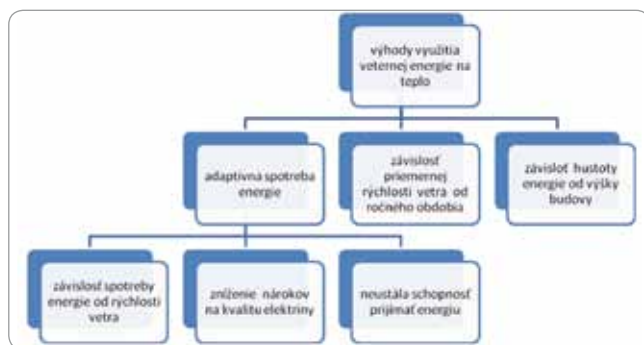 výhody využitia
veternej energie na
teplo
adaptívna spotreba
energie
závislosť
priemernej
rýchlosti vetra od
ročného obdobia
závisloť hustoty
energie od výšky
budovy
závislosť spotreby
energie od rýchlosti
vetra
zníženie nárokov
na kvalitu elektriny
neustála schopnosť
prijímať energiu